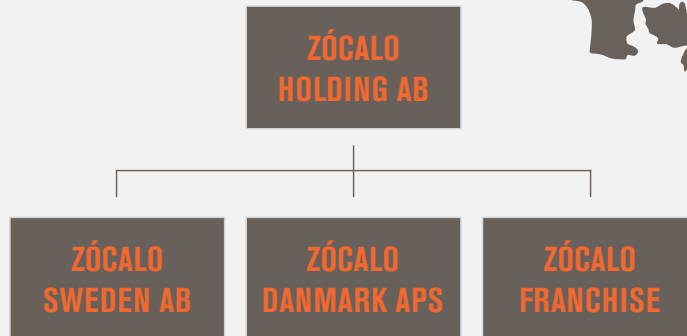 ZÓCALO
HOLDING AB
ZÓCALO
SWEDEN AB
ZÓCALO
DANMARK APS
ZÓCALO
FRANCHISE